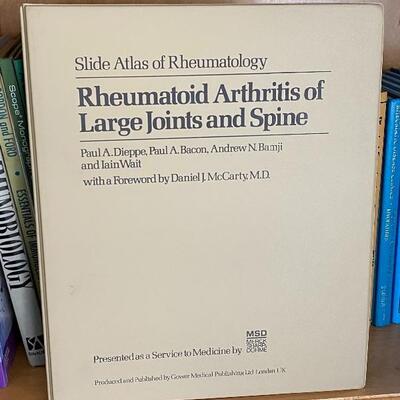 Slide Atlas of Rheumatology
Rheumatoid Arthritis of
Large Joints and Spine
Paul A. Dieppe, Paul A. Bacon, Andrew N. Bamji
and Iain Wait
with a Foreword by Daniel J. McCarty, M.D.
MSD
MERCK
SHARP
DOHME
Presented as a Service to Medicine by
Produced and Published by Gower Medical Publishing Ltd London UK